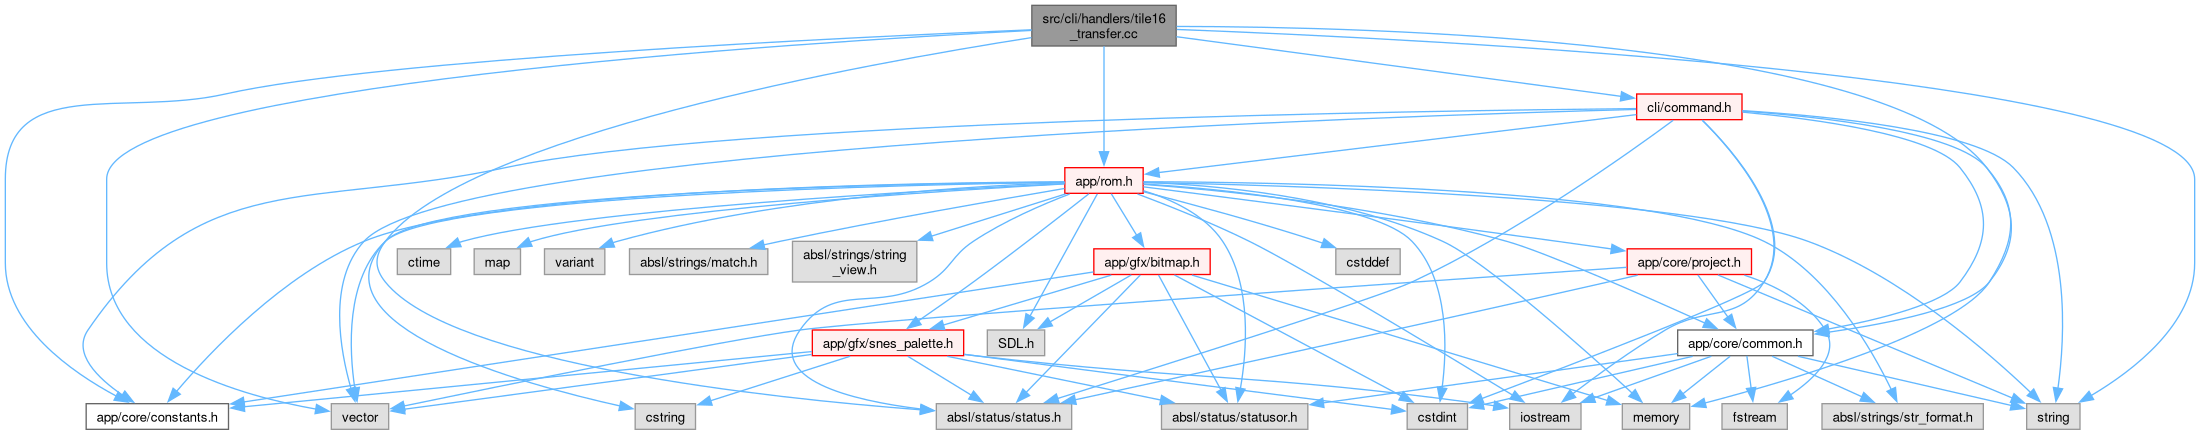 src/cli/handlers/tile16
_transfer.cc
cli/command.h
app/rom.h
ctime
map
variant
absl/strings/match.h
absl/strings/string
_view.h
app/gfx/bitmap.h
cstddef
app/core/project.h
app/gfx/snes_palette.h
SDL.h
app/core/common.h
app/core/constants.h
vector
cstring
absl/status/status.h
absl/status/statusor.h
cstdint
iostream
memory
fstream
absl/strings/str_format.h
string